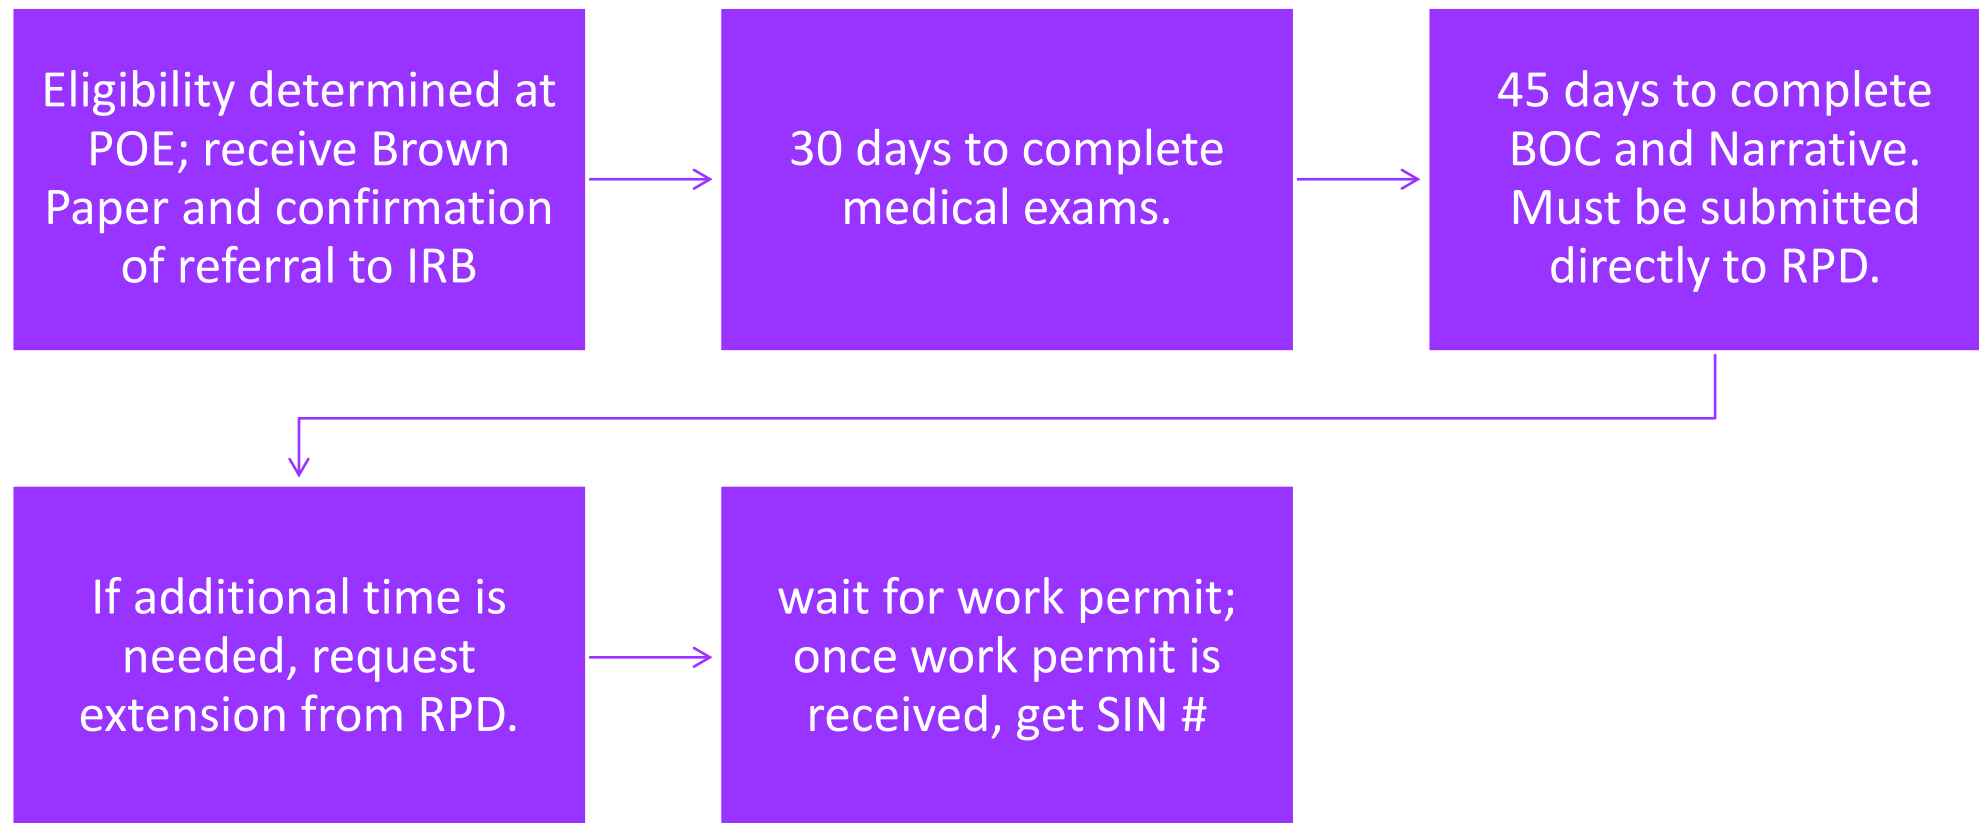 Eligibility determined at
POE; receive Brown
Paper and confirmation
of referral to IRB
30 days to complete
medical exams.
45 days to complete
BOC and Narrative.
Must be submitted
directly to RPD.
If additional time is
needed, request
extension from RPD.
wait for work permit;
once work permit is
received, get SIN #